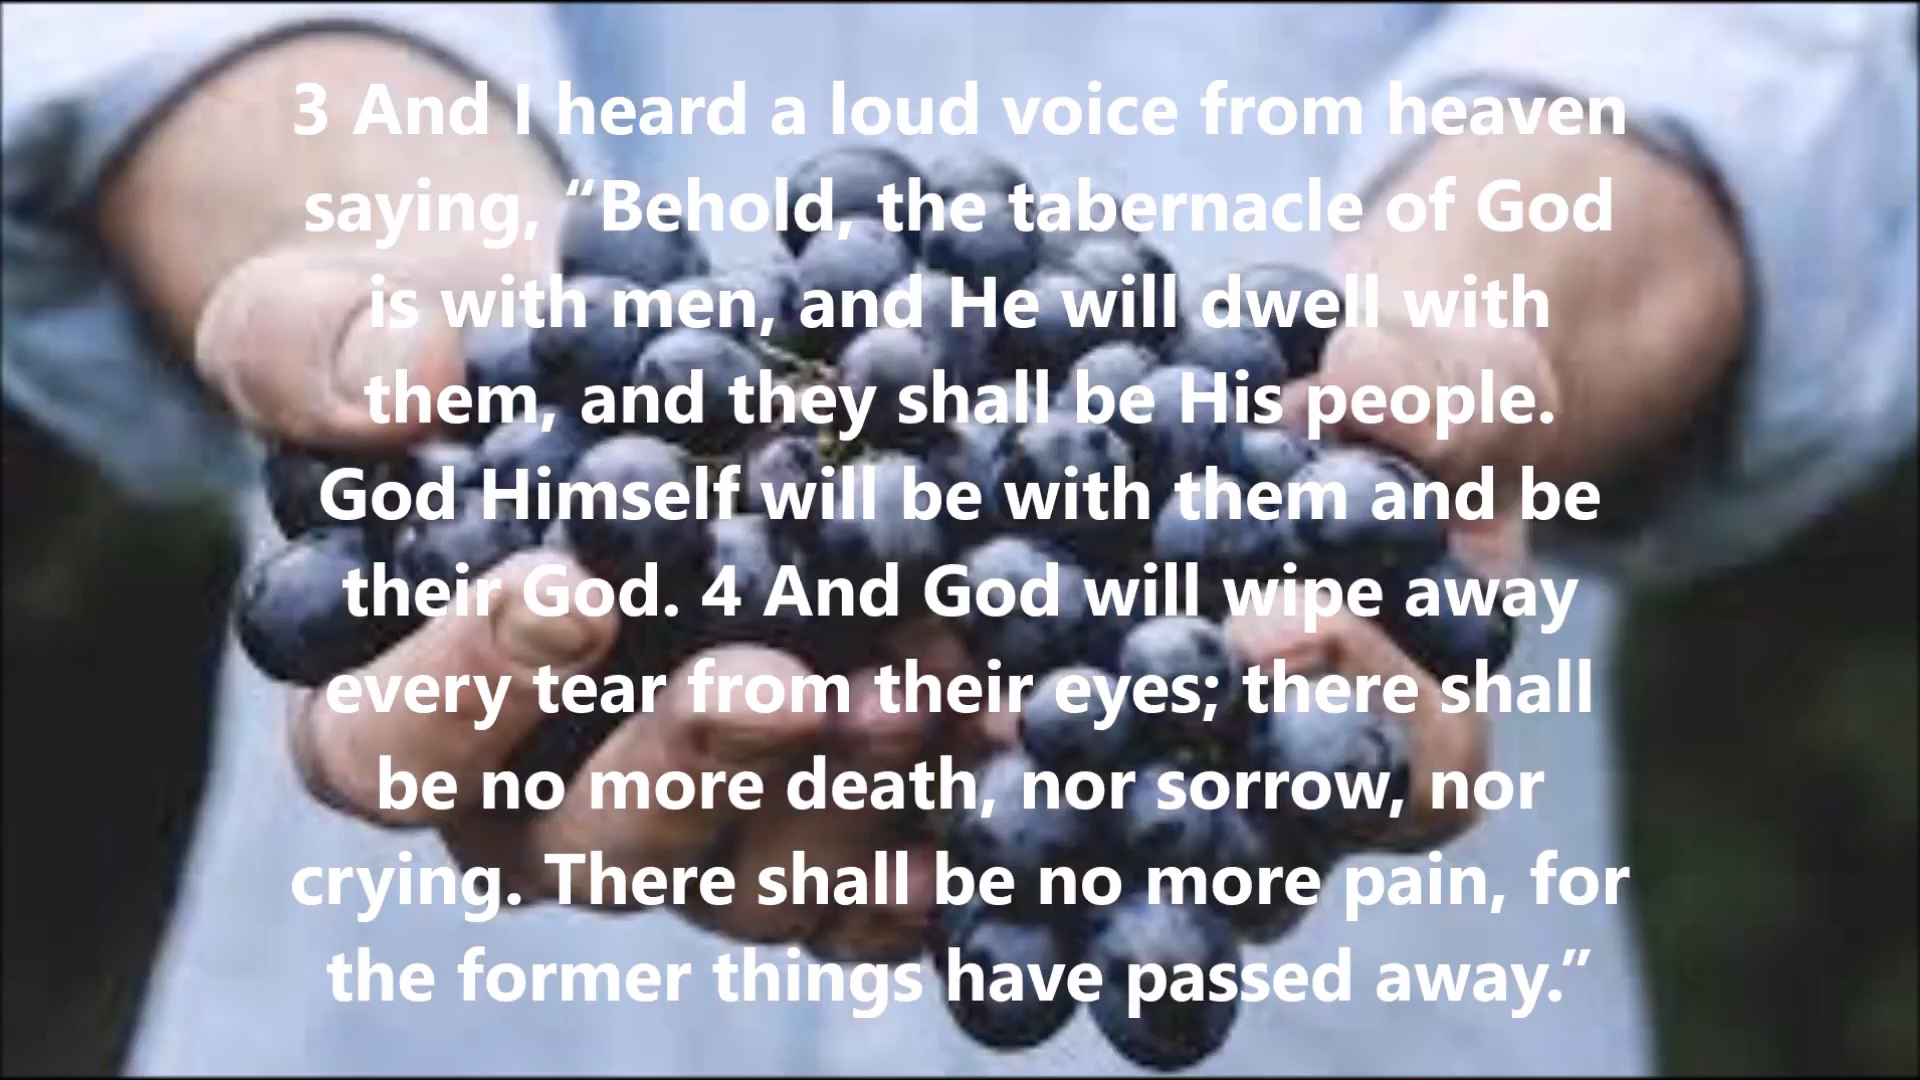 3 And I heard a loud voice from heaven
saying, “Behold, the tabernacle of God
is with men, and He will dwell with
them, and they shall be His people.
God Himself will be with them and be
their God. 4 And God will wipe away
every tear from their eyes; there shall
be no more death, nor sorrow, nor
crying. There shall be no more pain, for
the former things have passed away.”